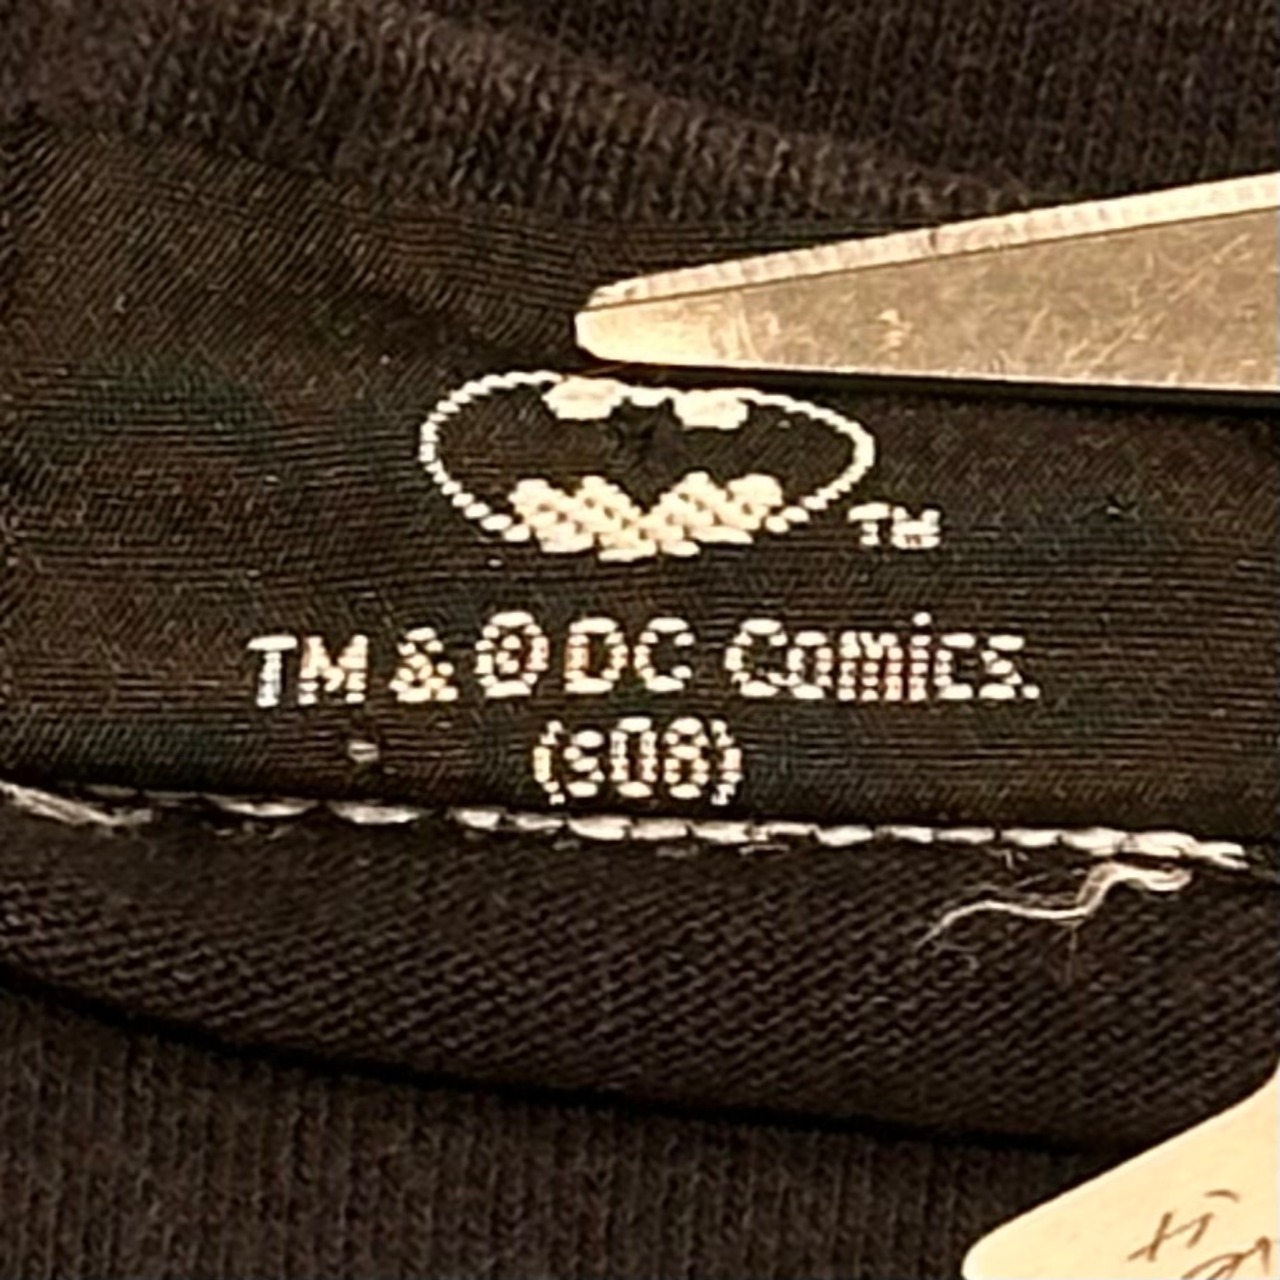 TM
TM & © DC Comics.
(s08)